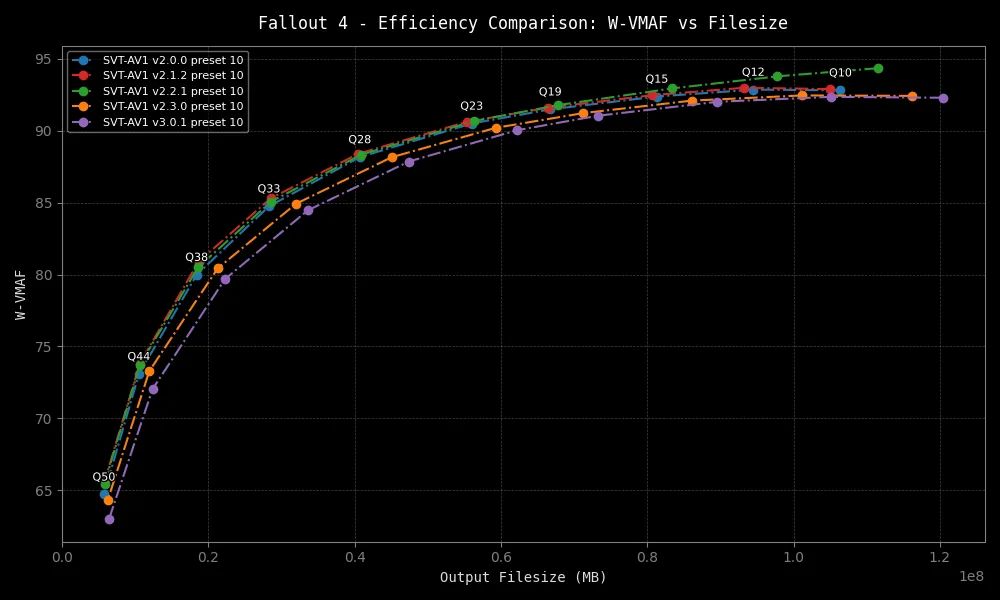 Fallout 4 - Efficiency Comparison: W-VMAF vs Filesize
SVT-AV1 v2.0.0 preset 10
SVT-AV1 v2.1.2 preset 10
SVT-AV1 v2.2.1 preset 10
SVT-AV1 v2.3.0 preset 10
SVT-AV1 v3.0.1 preset 10
95
90
85
80
75
70
65
W-VMAF
Q10
Q12
Q15
Q19
Q23
Q28
Q33
Q38
Q44
Q50
0.0
0.2
0.4
0.6
0.8
1.0
1.2
1e8
Output Filesize (MB)